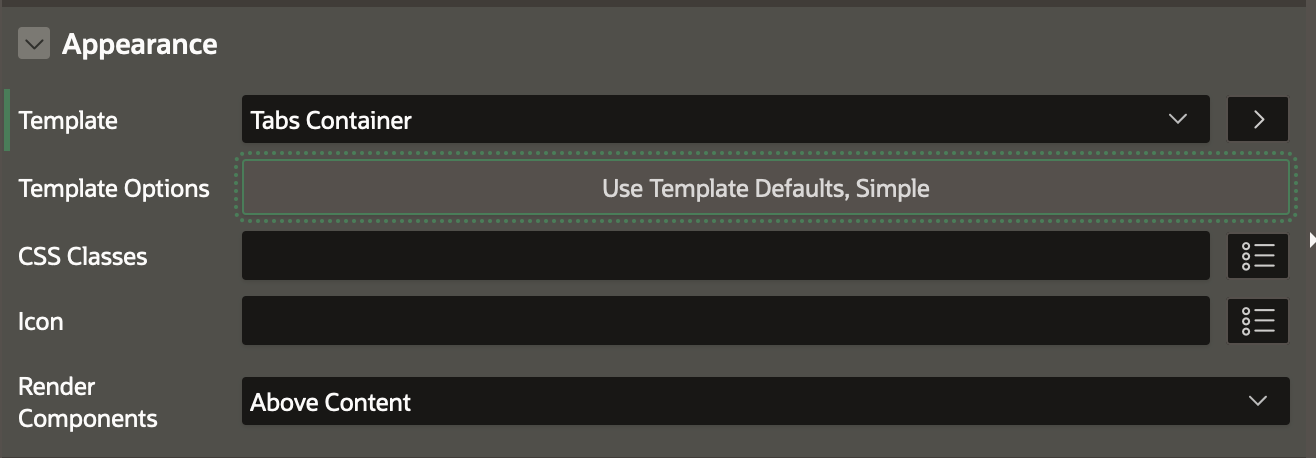 Appearance
Template
Tabs Container
Template Options
Use Template Defaults, Simple
CSS Classes
Icon
Render
Components
Above Content